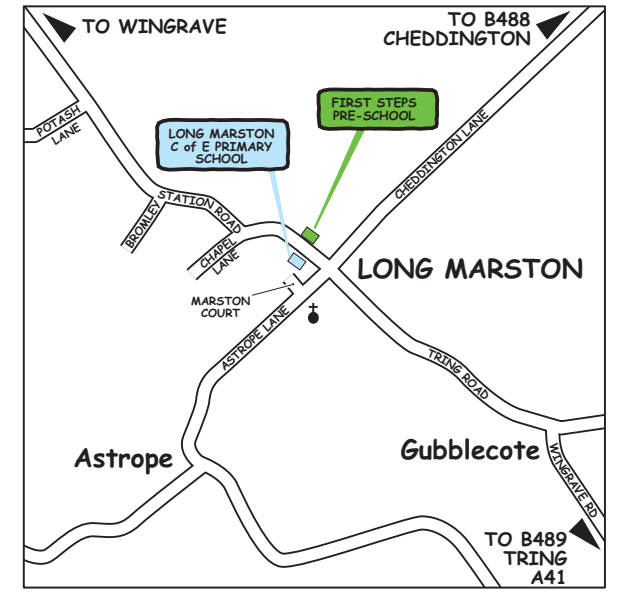 TO WINGRAVE
TO B488
CHEDDINGTON
POTASH
LANE
FIRST STEPS
PRE-SCHOOL
LONG MARSTON
C of E PRIMARY
SCHOOL
CHEDDINGTON LANE
BROMLEY
STATION ROAD
CHAPEL
LANE
LONG MARSTON
MARSTON
COURT
ASTROPE LANE
TRING ROAD
Astrope
Gubblecote
WINGRAVE RD
TO B489
TRING
A41